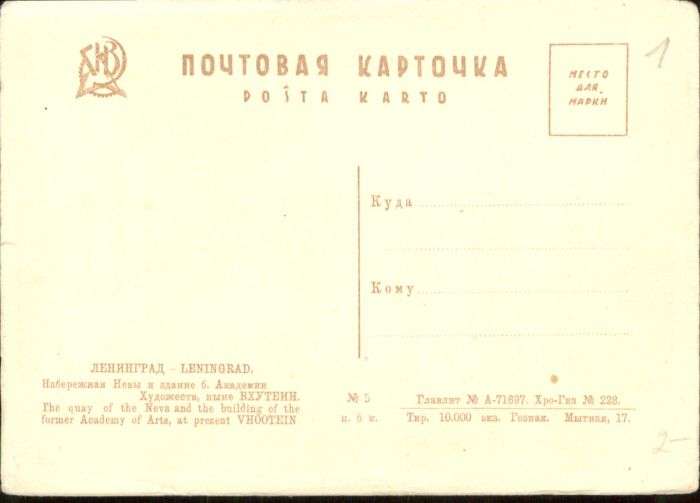 ПОЧТОВАЯ КАРТОЧКА
POŜTA KARTO
МЕСТО
ДЛЯ
МАРКИ
1
Куда
Кому
ЛЕНИНГРАД – LENINGRAD.
Набережная Невы и здание б. Академии
Художеств, ныне ВХУТЕИН.
The quay of the Neva and the building of the
former Academy of Arts, at present VHOOTEIN
№ 5
ц. 6 к.
Главлит № А-71697. Хро-Гиз № 228.
Тир. 10.000 экз. Гознак. Мытная, 17.
2–